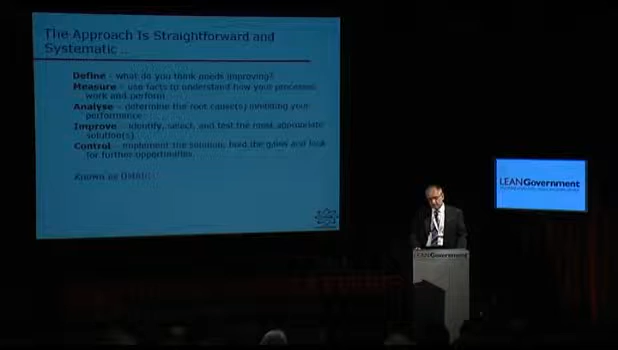 The Approach Is Straightforward and
Systematic ..
Define – what do you think needs improving?
Measure – use facts to understand how your processes
work and perform
Analyse – determine the root cause(s) inhibiting your
performance
Improve – identify, select, and test the most appropriate
solution(s)
Control – implement the solution, hold the gains and look
for further opportunities.
Known as DMAIC
LEANGovernment
LEANGovernment